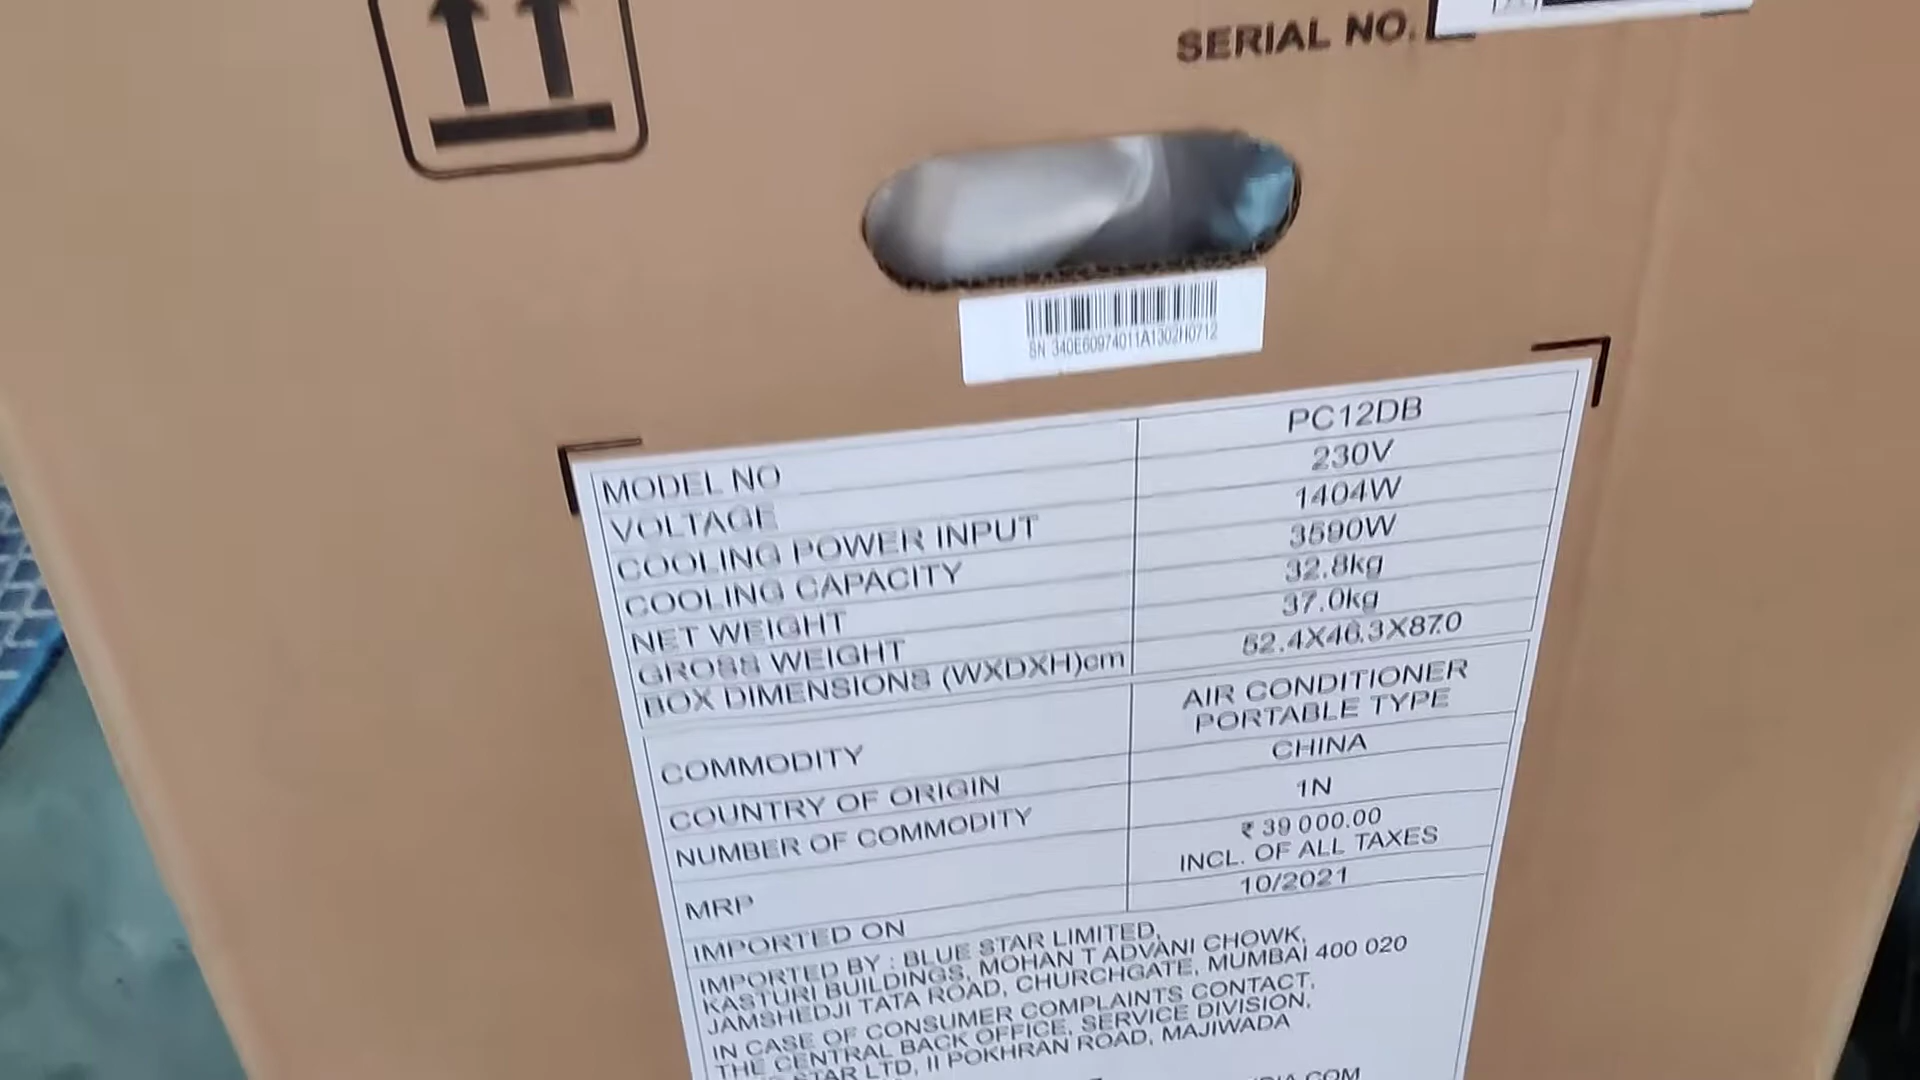 SERIAL NO.
SN 340E60974011A1302H0712
MODEL NO PC12DB
VOLTAGE 230V
COOLING POWER INPUT 1404W
COOLING CAPACITY 3590W
NET WEIGHT 32.8kg
GROSS WEIGHT 37.0kg
BOX DIMENSIONS (WXDXH)cm 52.4X46.3X87.0
COMMODITY AIR CONDITIONER
PORTABLE TYPE
COUNTRY OF ORIGIN CHINA
NUMBER OF COMMODITY 1N
MRP ₹ 39 000.00
INCL. OF ALL TAXES
IMPORTED ON 10/2021
IMPORTED BY : BLUE STAR LIMITED,
KASTURI BUILDINGS, MOHAN T ADVANI CHOWK,
JAMSHEDJI TATA ROAD, CHURCHGATE, MUMBAI 400 020
IN CASE OF CONSUMER COMPLAINTS CONTACT,
THE CENTRAL BACK OFFICE, SERVICE DIVISION,
STAR LTD, II POKHRAN ROAD, MAJIWADA